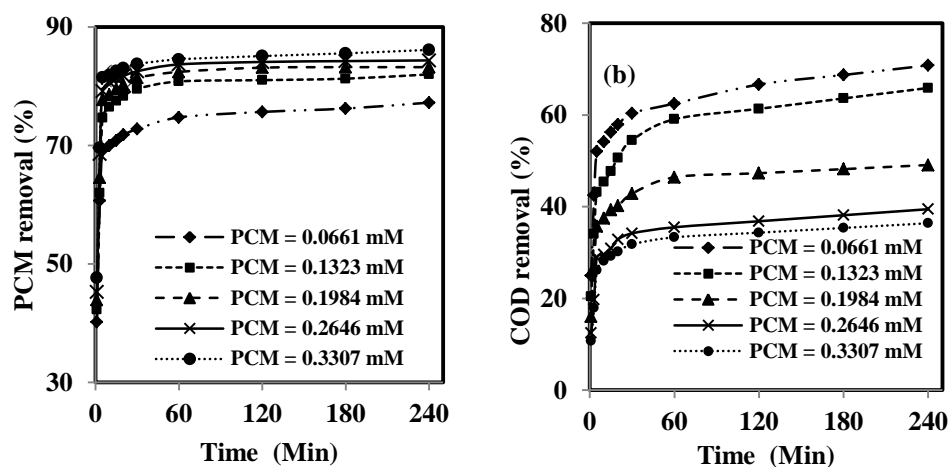 PCM removal (%)
90
70
50
30
PCM = 0.0661 mM
PCM = 0.1323 mM
PCM = 0.1984 mM
PCM = 0.2646 mM
PCM = 0.3307 mM
0 60 120 180 240
Time (Min)
COD removal (%)
80
60
40
20
0
(b)
PCM = 0.0661 mM
PCM = 0.1323 mM
PCM = 0.1984 mM
PCM = 0.2646 mM
PCM = 0.3307 mM
0 60 120 180 240
Time (Min)